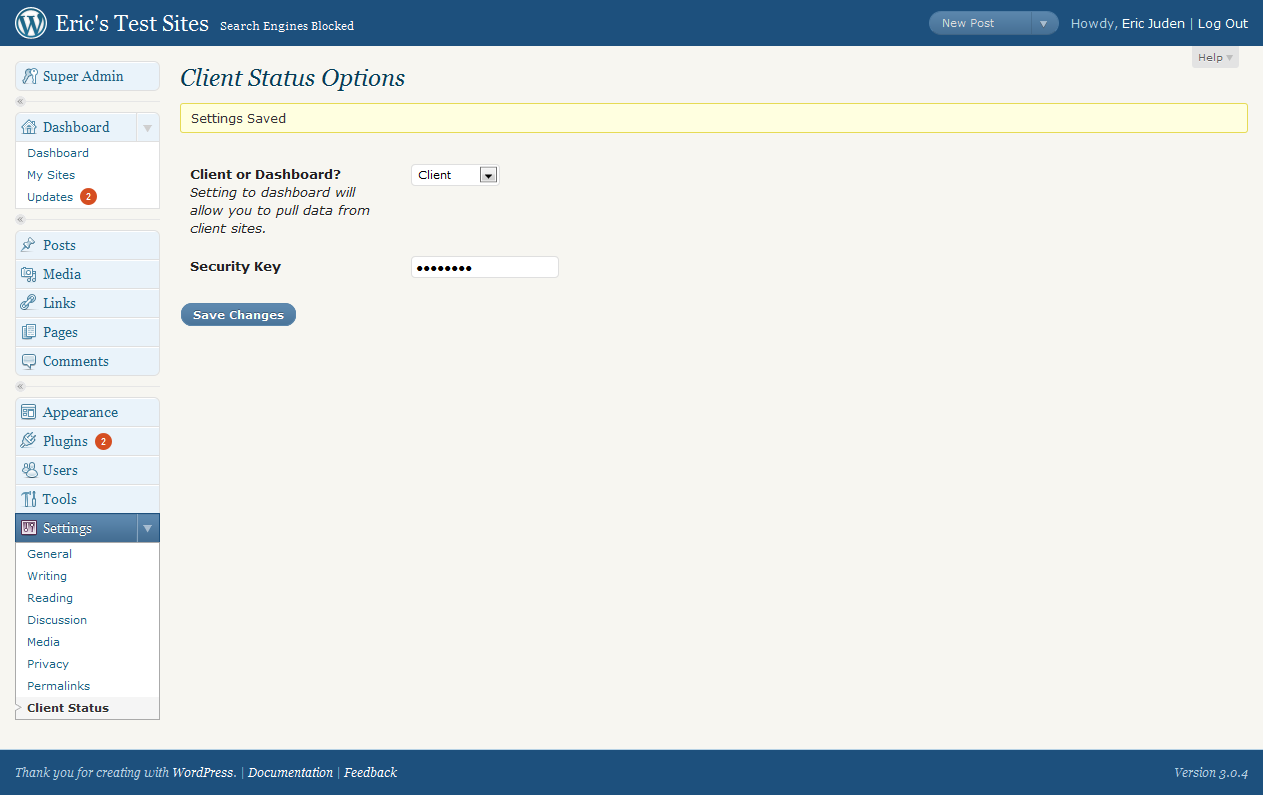 Eric's Test Sites Search Engines Blocked
New Post Howdy, Eric Juden | Log Out
Help
Super Admin
Dashboard
Dashboard
My Sites
Updates 2
Posts
Media
Links
Pages
Comments
Appearance
Plugins 2
Users
Tools
Settings
General
Writing
Reading
Discussion
Media
Privacy
Permalinks
Client Status
Client Status Options
Settings Saved
Client or Dashboard? Client
Setting to dashboard will
allow you to pull data from
client sites.
Security Key ••••••••
Save Changes
Thank you for creating with WordPress. | Documentation | Feedback
Version 3.0.4